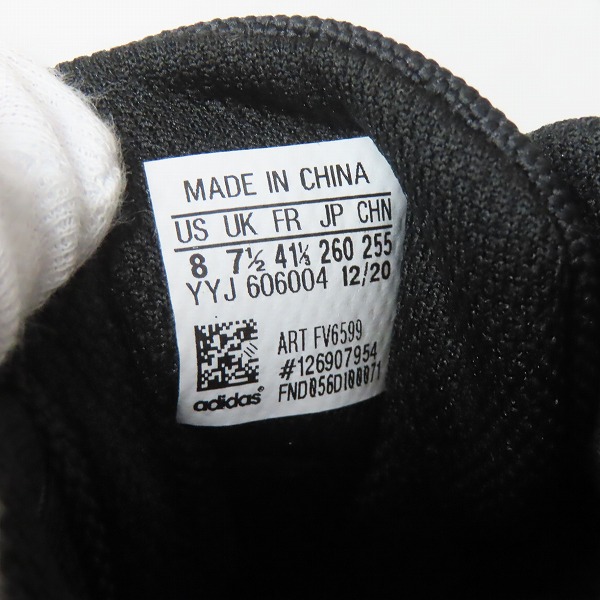 MADE IN CHINA
US UK FR JP CHN
8 7½ 41⅓ 260 255
YYJ 606004 12/20
ART FV6599
#126907954
FND056DI00071
adidas